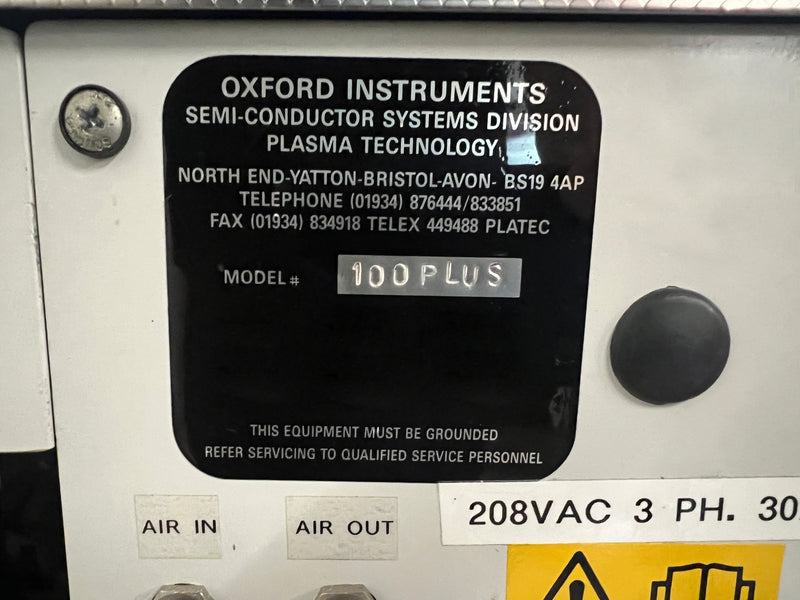 OXFORD INSTRUMENTS
SEMI-CONDUCTOR SYSTEMS DIVISION
PLASMA TECHNOLOGY
NORTH END-YATTON-BRISTOL-AVON- BS19 4AP
TELEPHONE (01934) 876444/833851
FAX (01934) 834918 TELEX 449488 PLATEC
MODEL # 100PLUS
THIS EQUIPMENT MUST BE GROUNDED
REFER SERVICING TO QUALIFIED SERVICE PERSONNEL
AIR IN
AIR OUT
208VAC 3 PH. 30